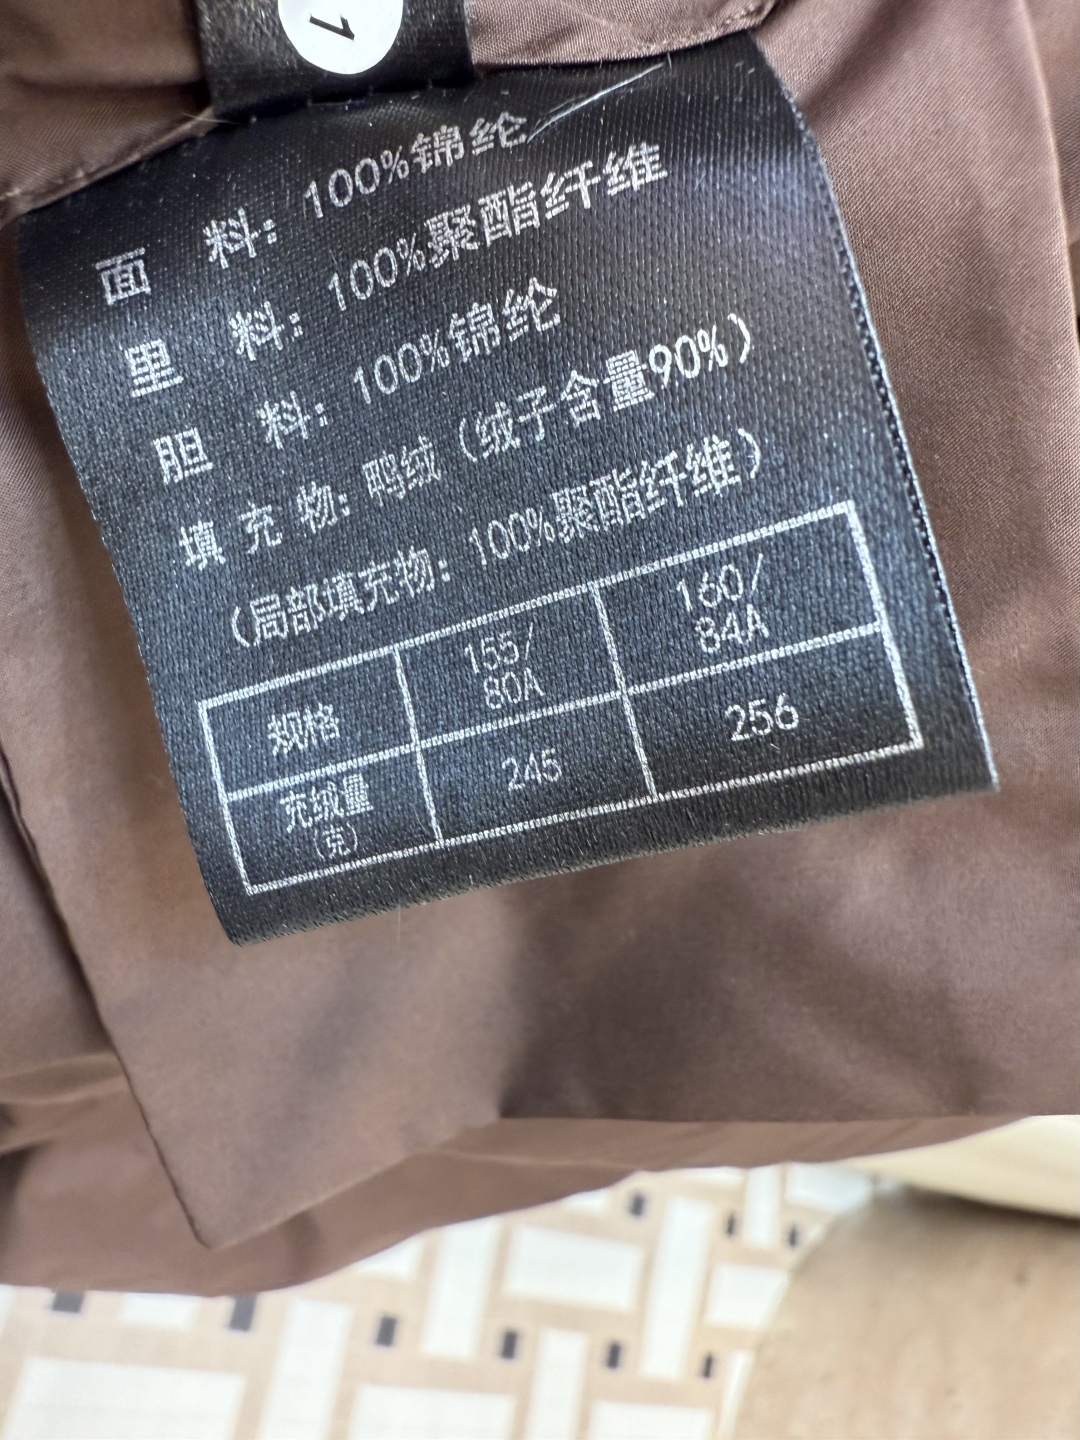 1
面 料: 100%锦纶
里 料: 100%聚酯纤维
胆 料: 100%锦纶
填 充 物: 鸭绒（绒子含量90%）
（局部填充物: 100%聚酯纤维）
规格 155/80A 160/84A
充绒量(克) 245 256